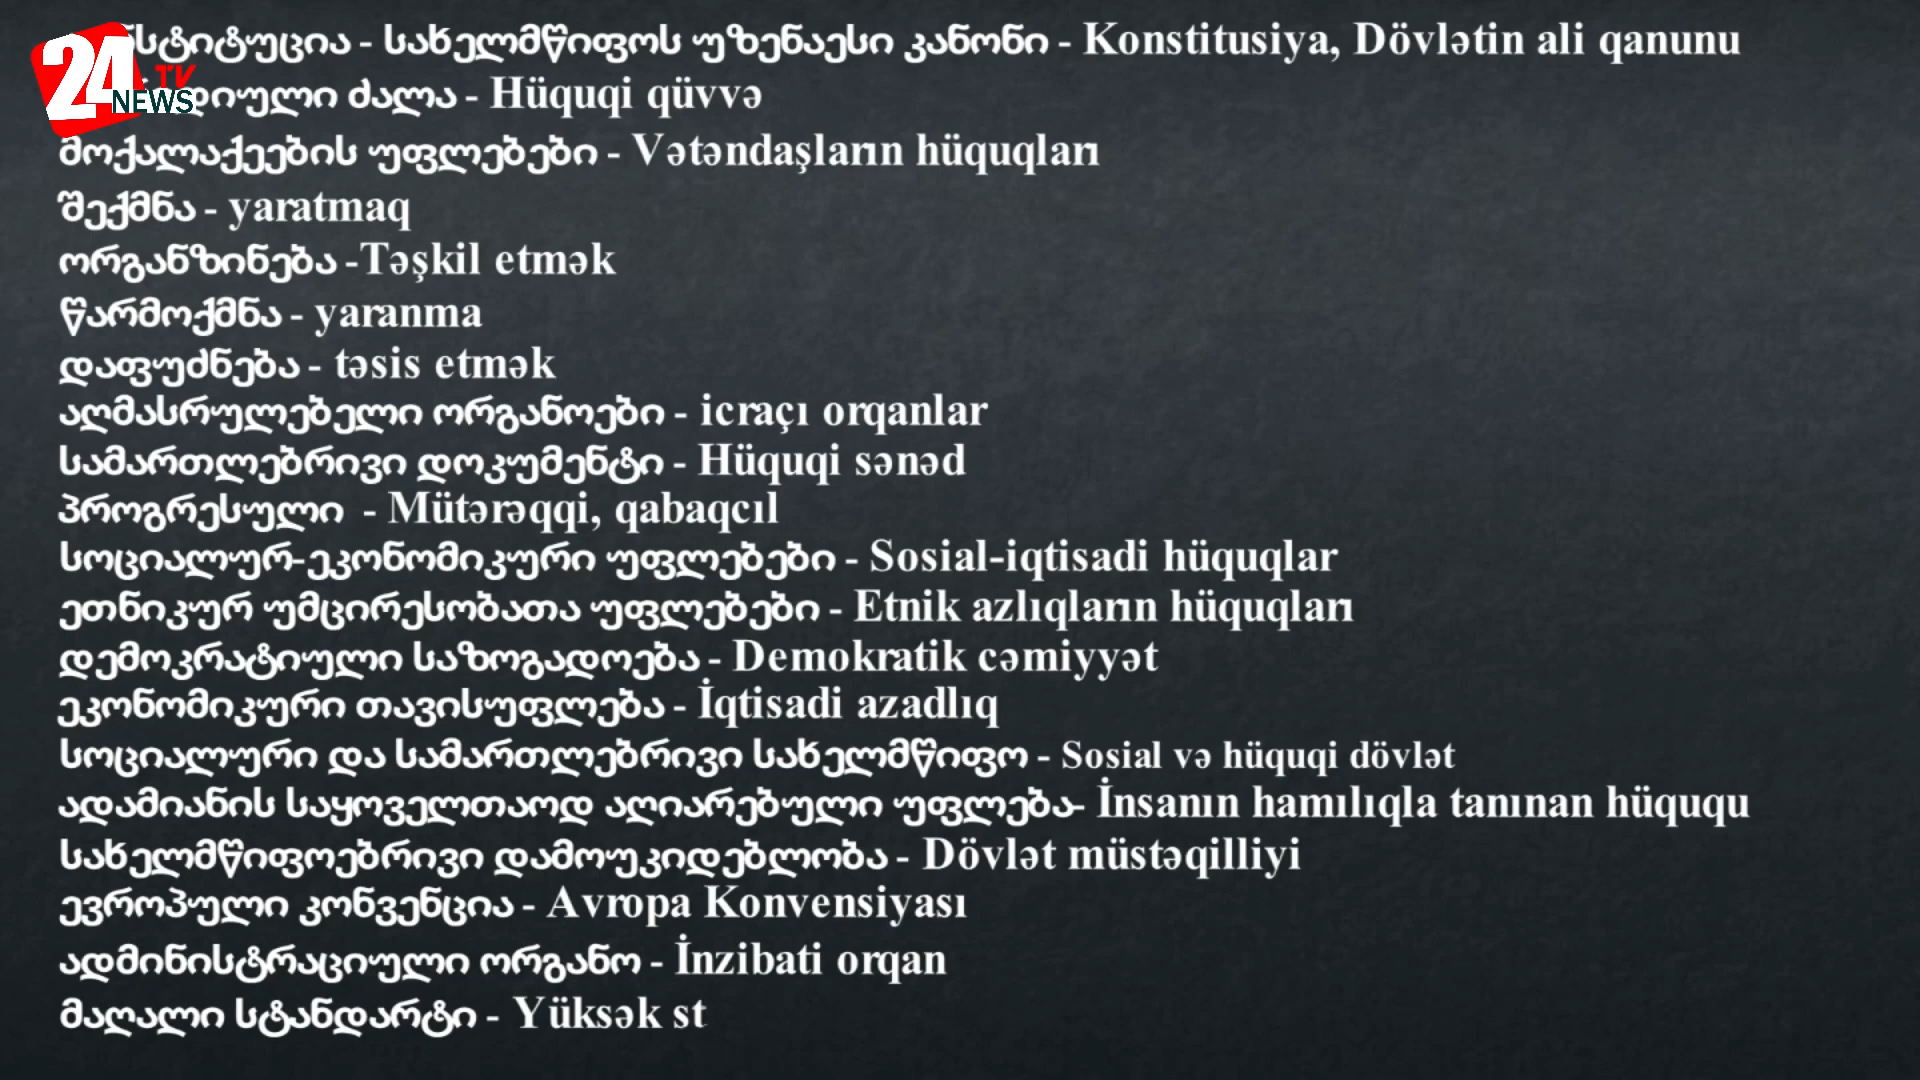 24 TV NEWS
სახელმწიფოს უზენაესი კანონი - Konstitusiya, Dövlətin ali qanunu
ძალა - Hüquqi qüvvə
მოქალაქეების უფლებები - Vətəndaşların hüquqları
შექმნა - yaratmaq
ორგანზინება -Təşkil etmək
წარმოქმნა - yaranma
დაფუძნება - təsis etmək
აღმასრულებელი ორგანოები - icraçı orqanlar
სამართლებრივი დოკუმენტი - Hüquqi sənəd
პროგრესული - Mütərəqqi, qabaqcıl
სოციალურ-ეკონომიკური უფლებები - Sosial-iqtisadi hüquqlar
ეთნიკურ უმცირესობათა უფლებები - Etnik azlıqların hüquqları
დემოკრატიული საზოგადოება - Demokratik cəmiyyət
ეკონომიკური თავისუფლება - İqtisadi azadlıq
სოციალური და სამართლებრივი სახელმწიფო - Sosial və hüquqi dövlət
ადამიანის საყოველთაოდ აღიარებული უფლება- İnsanın hamılıqla tanınan hüququ
სახელმწიფოებრივი დამოუკიდებლობა - Dövlət müstəqilliyi
ევროპული კონვენცია - Avropa Konvensiyası
ადმინისტრაციული ორგანო - İnzibati orqan
მაღალი სტანდარტი - Yüksək st